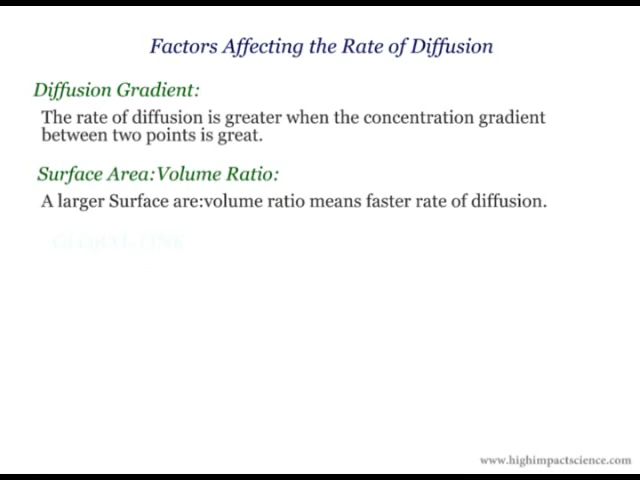 Factors Affecting the Rate of Diffusion
Diffusion Gradient:
The rate of diffusion is greater when the concentration gradient
between two points is great.
Surface Area:Volume Ratio:
A larger Surface are:volume ratio means faster rate of diffusion.
www.highimpactscience.com